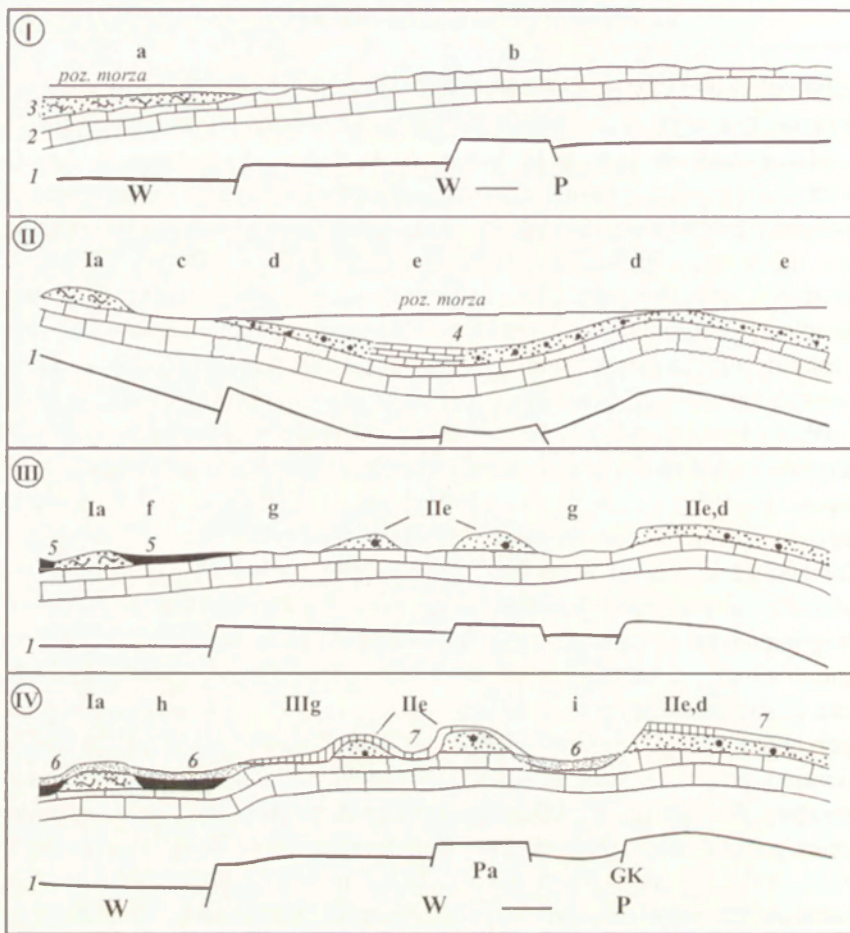 I
a b
poz. morza
3
2
1
W W — P
II
Ia c d e d e
poz. morza
4
1
III
Ia f g IIe g IIe,d
5 5
1
IV
Ia h IIIg IIe i IIe,d
7 7
6 6 6
1
Pa GK
W W — P